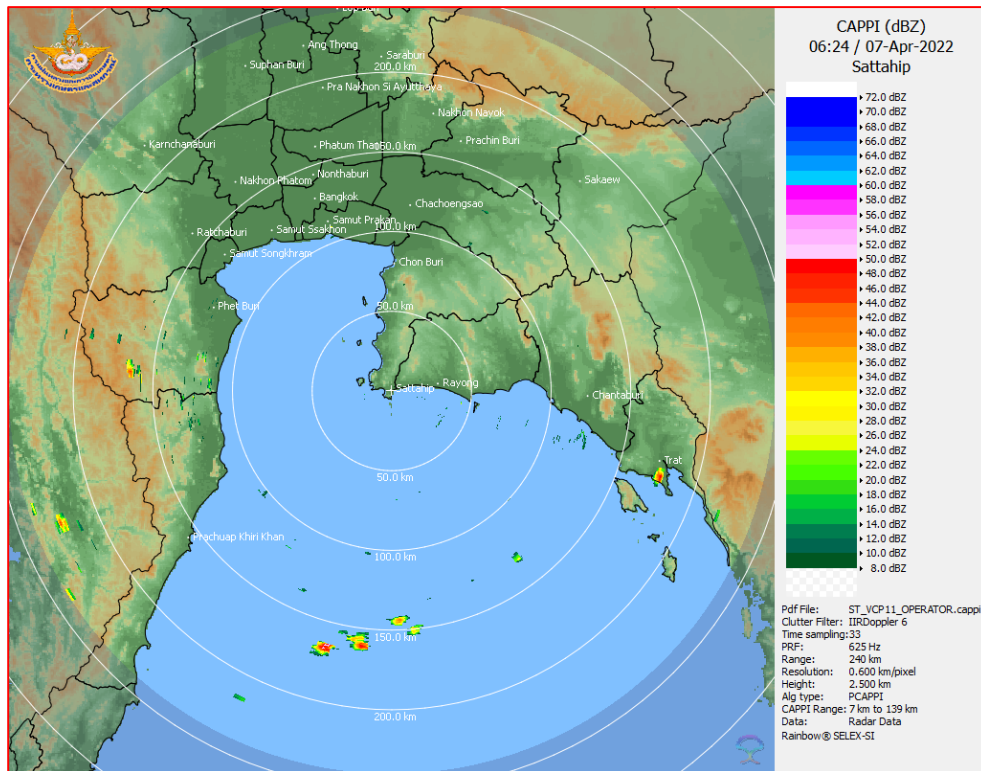 Lop Buri
Ang Thong
Saraburi
Suphan Buri
200.0 km
Pra Nakhon Si Ayutthaya
Nakhon Nayok
Karnchanaburi
Phatum Thani
150.0 km
Prachin Buri
Nakhon Phatom
Nonthaburi
Sakaew
Bangkok
Chachoengsao
Samut Prakan
Ratchaburi
Samut Ssakhon
100.0 km
Samut Songkhram
Chon Buri
Phet Buri
50.0 km
Sattahip
Rayong
Chantaburi
Trat
50.0 km
Prachuap Khiri Khan
100.0 km
150.0 km
200.0 km
CAPPI (dBZ)
06:24 / 07-Apr-2022
Sattahip
72.0 dBZ
70.0 dBZ
68.0 dBZ
66.0 dBZ
64.0 dBZ
62.0 dBZ
60.0 dBZ
58.0 dBZ
56.0 dBZ
54.0 dBZ
52.0 dBZ
50.0 dBZ
48.0 dBZ
46.0 dBZ
44.0 dBZ
42.0 dBZ
40.0 dBZ
38.0 dBZ
36.0 dBZ
34.0 dBZ
32.0 dBZ
30.0 dBZ
28.0 dBZ
26.0 dBZ
24.0 dBZ
22.0 dBZ
20.0 dBZ
18.0 dBZ
16.0 dBZ
14.0 dBZ
12.0 dBZ
10.0 dBZ
8.0 dBZ
Pdf File: ST_VCP11_OPERATOR.cappi
Clutter Filter: IIRDoppler 6
Time sampling:33
PRF: 625 Hz
Range: 240 km
Resolution: 0.600 km/pixel
Height: 2.500 km
Alg type: PCAPPI
CAPPI Range: 7 km to 139 km
Data: Radar Data
Rainbow® SELEX-SI